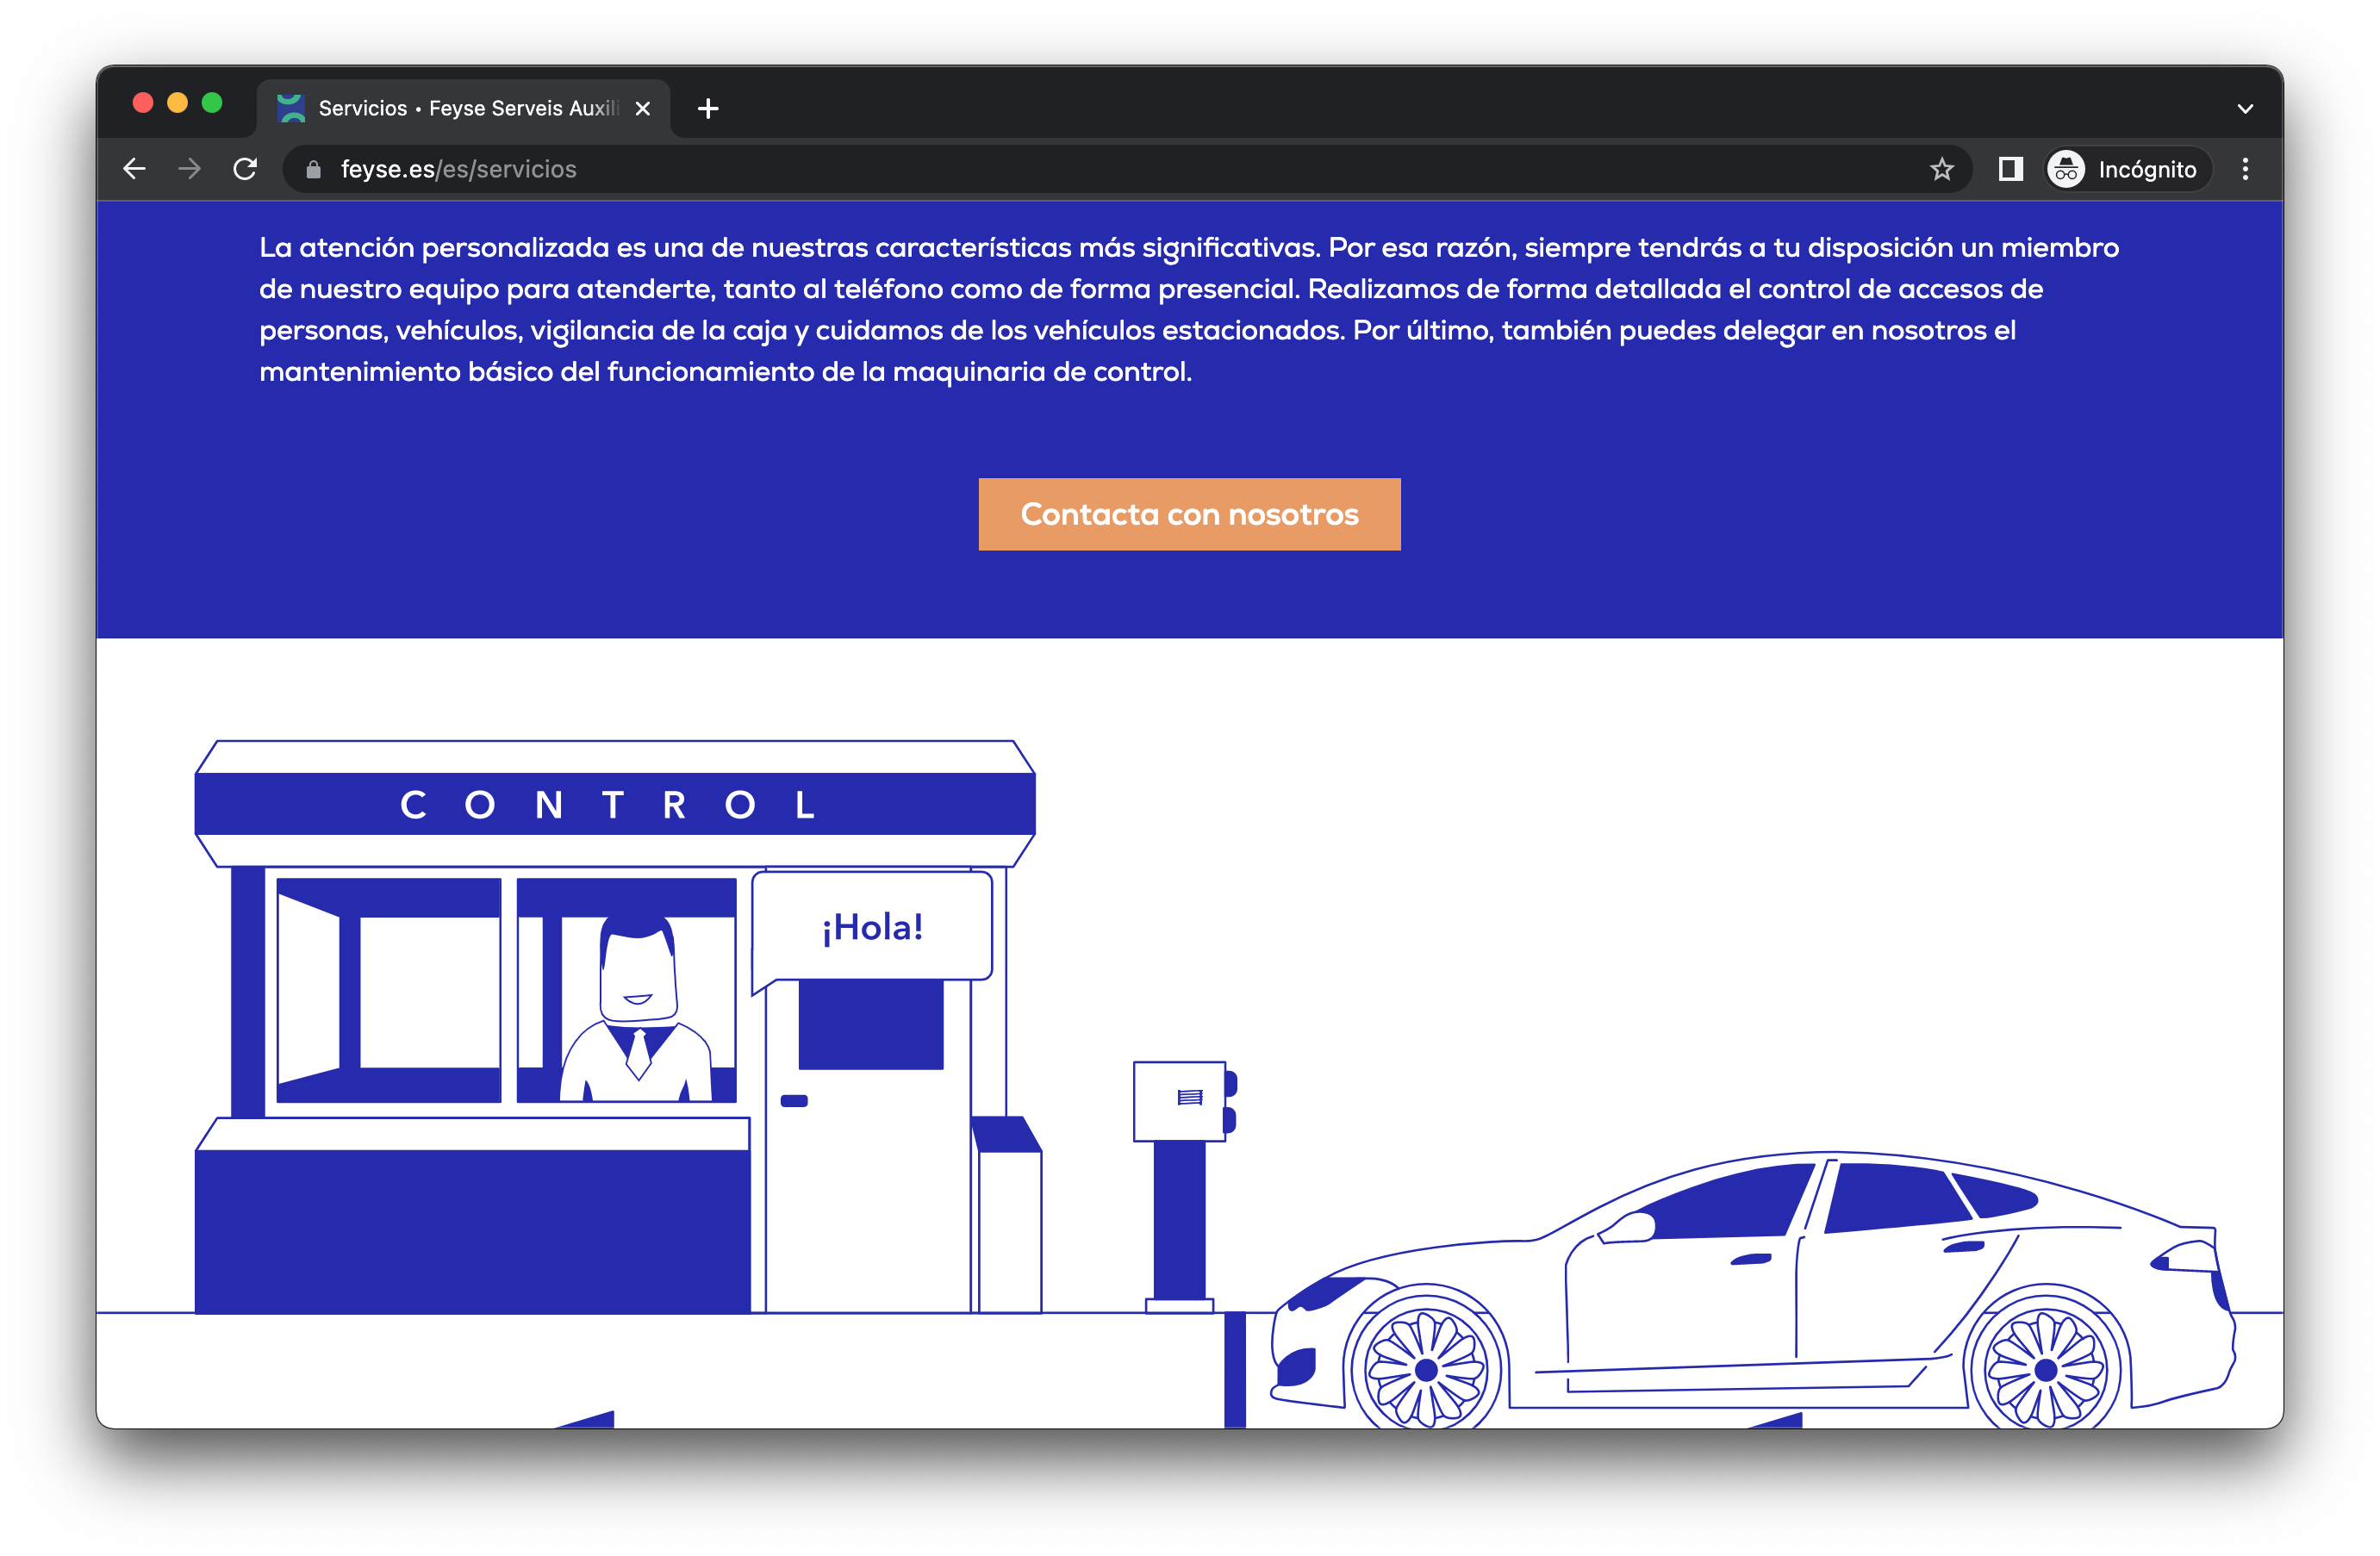 Servicios • Feyse Serveis Auxili
feyse.es/es/servicios
Incógnito
La atención personalizada es una de nuestras características más significativas. Por esa razón, siempre tendrás a tu disposición un miembro
de nuestro equipo para atenderte, tanto al teléfono como de forma presencial. Realizamos de forma detallada el control de accesos de
personas, vehículos, vigilancia de la caja y cuidamos de los vehículos estacionados. Por último, también puedes delegar en nosotros el
mantenimiento básico del funcionamiento de la maquinaria de control.
Contacta con nosotros
CONTROL
¡Hola!